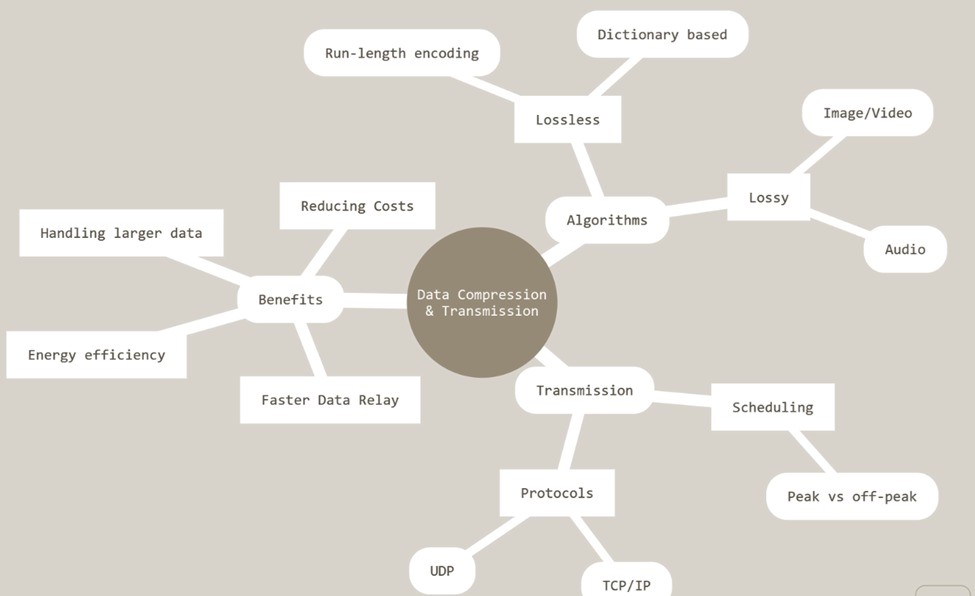 Dictionary based
Run-length encoding
Image/Video
Lossless
Lossy
Reducing Costs
Algorithms
Handling larger data
Audio
Benefits
Data Compression
& Transmission
Energy efficiency
Transmission
Faster Data Relay
Scheduling
Protocols
Peak vs off-peak
UDP
TCP/IP